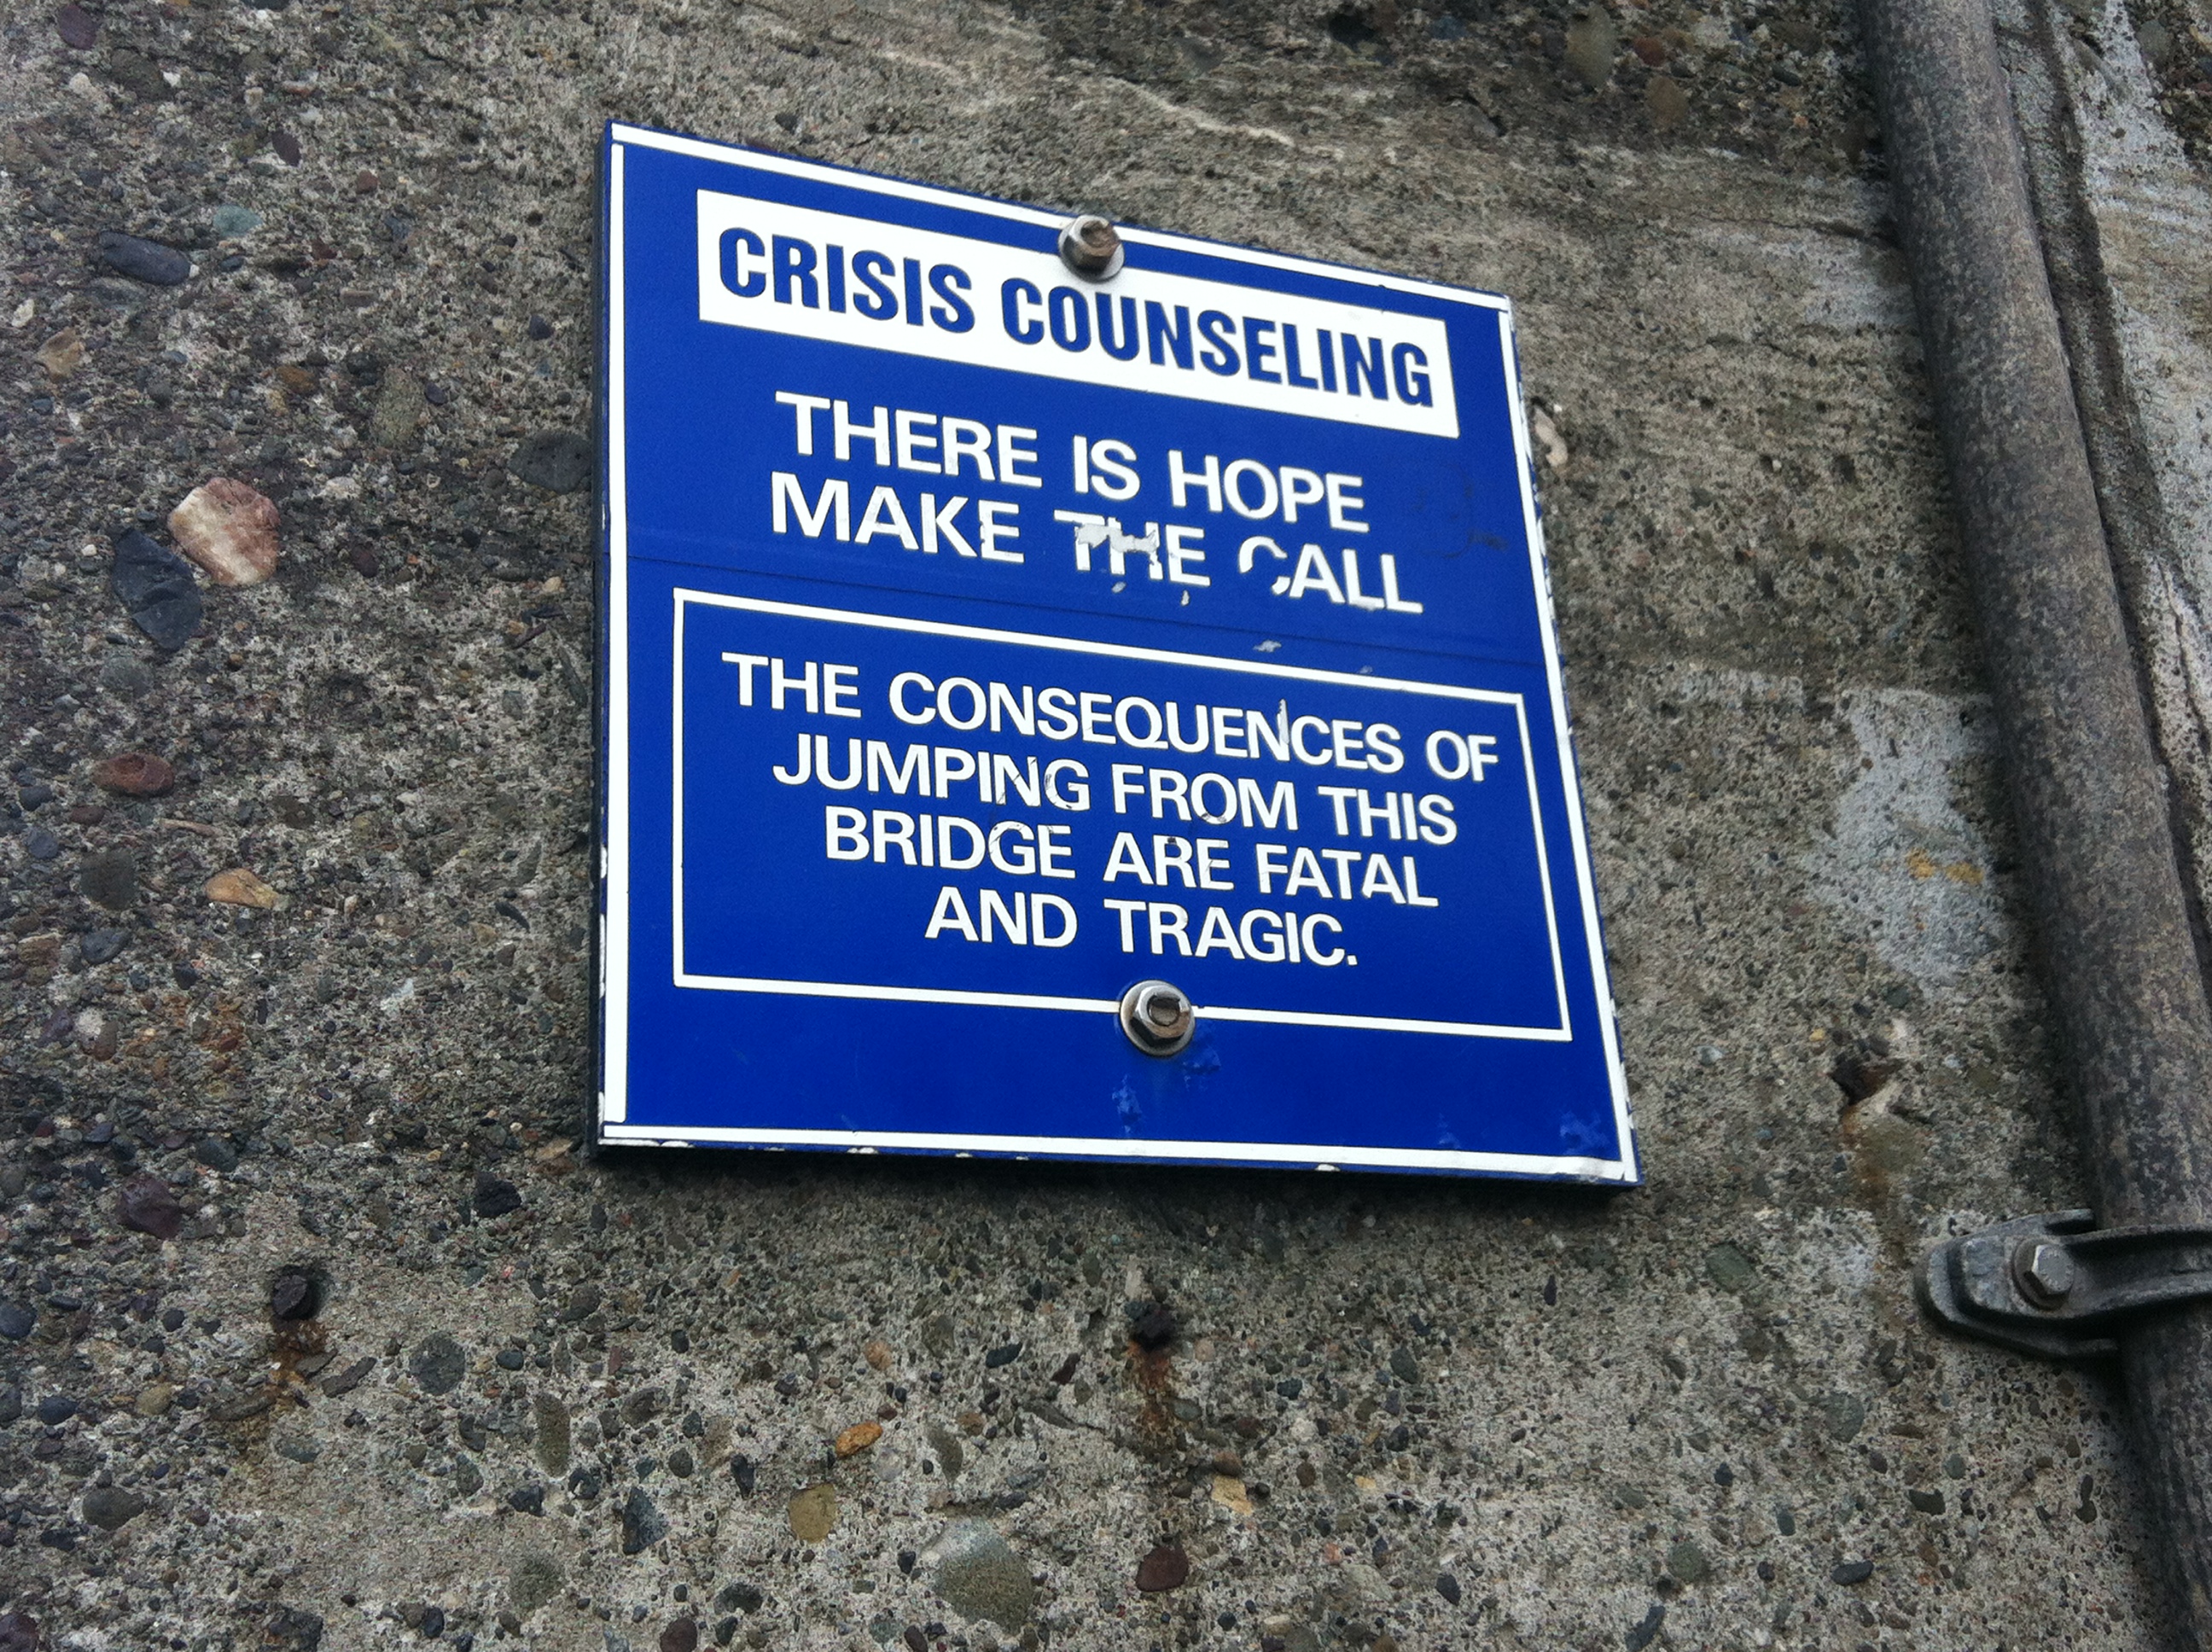 CRISIS COUNSELING
THERE IS HOPE
MAKE THE CALL
THE CONSEQUENCES OF
JUMPING FROM THIS
BRIDGE ARE FATAL
AND TRAGIC.